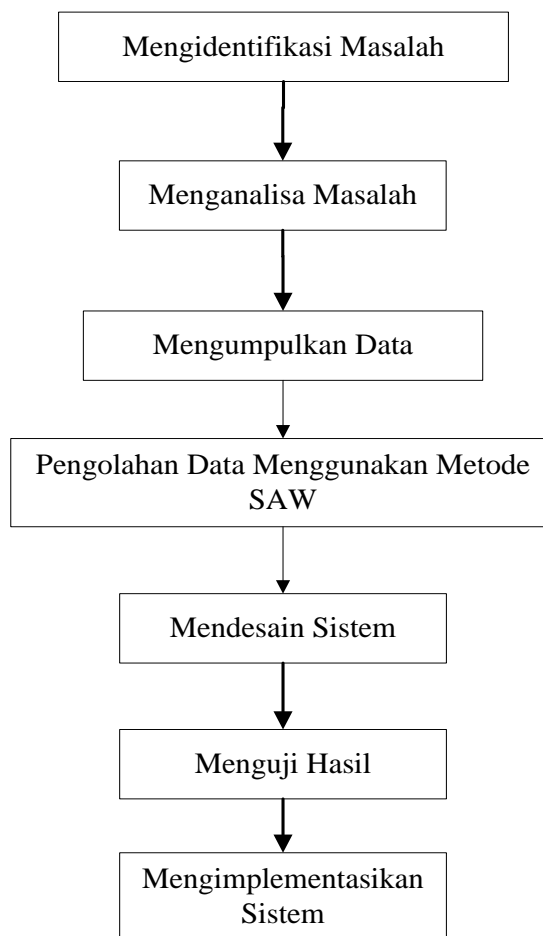 Mengidentifikasi Masalah
Menganalisa Masalah
Mengumpulkan Data
Pengolahan Data Menggunakan Metode
SAW
Mendesain Sistem
Menguji Hasil
Mengimplementasikan
Sistem